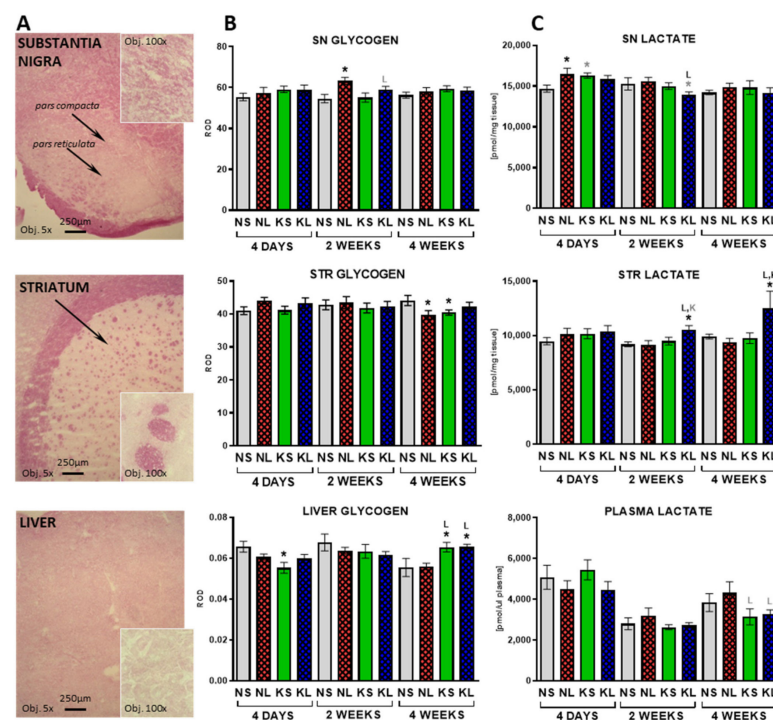 A
SUBSTANTIA
NIGRA
Obj. 100x
pars compacta
pars reticulata
250µm
Obj. 5x
STRIATUM
250µm
Obj. 5x
Obj. 100x
LIVER
250µm
Obj. 5x
Obj. 100x
B
SN GLYCOGEN
ROD
80
60
40
20
0
*
L
NS NL KS KL NS NL KS KL NS NL KS KL
4 DAYS 2 WEEKS 4 WEEKS
STR GLYCOGEN
ROD
50
40
30
20
10
0
* *
NS NL KS KL NS NL KS KL NS NL KS KL
4 DAYS 2 WEEKS 4 WEEKS
LIVER GLYCOGEN
ROD
0.08
0.06
0.04
0.02
0.00
L L
* * *
NS NL KS KL NS NL KS KL NS NL KS KL
4 DAYS 2 WEEKS 4 WEEKS
C
SN LACTATE
[pmol/mg tissue]
20,000
15,000
10,000
5,000
0
* *
L
*
NS NL KS KL NS NL KS KL NS NL KS KL
4 DAYS 2 WEEKS 4 WEEKS
STR LACTATE
[pmol/mg tissue]
15,000
10,000
5,000
0
L,K
*
L,
*
NS NL KS KL NS NL KS KL NS NL KS KL
4 DAYS 2 WEEKS 4 WEEKS
PLASMA LACTATE
[pmol/ul plasma]
8,000
6,000
4,000
2,000
0
L L
NS NL KS KL NS NL KS KL NS NL KS KL
4 DAYS 2 WEEKS 4 WEEKS